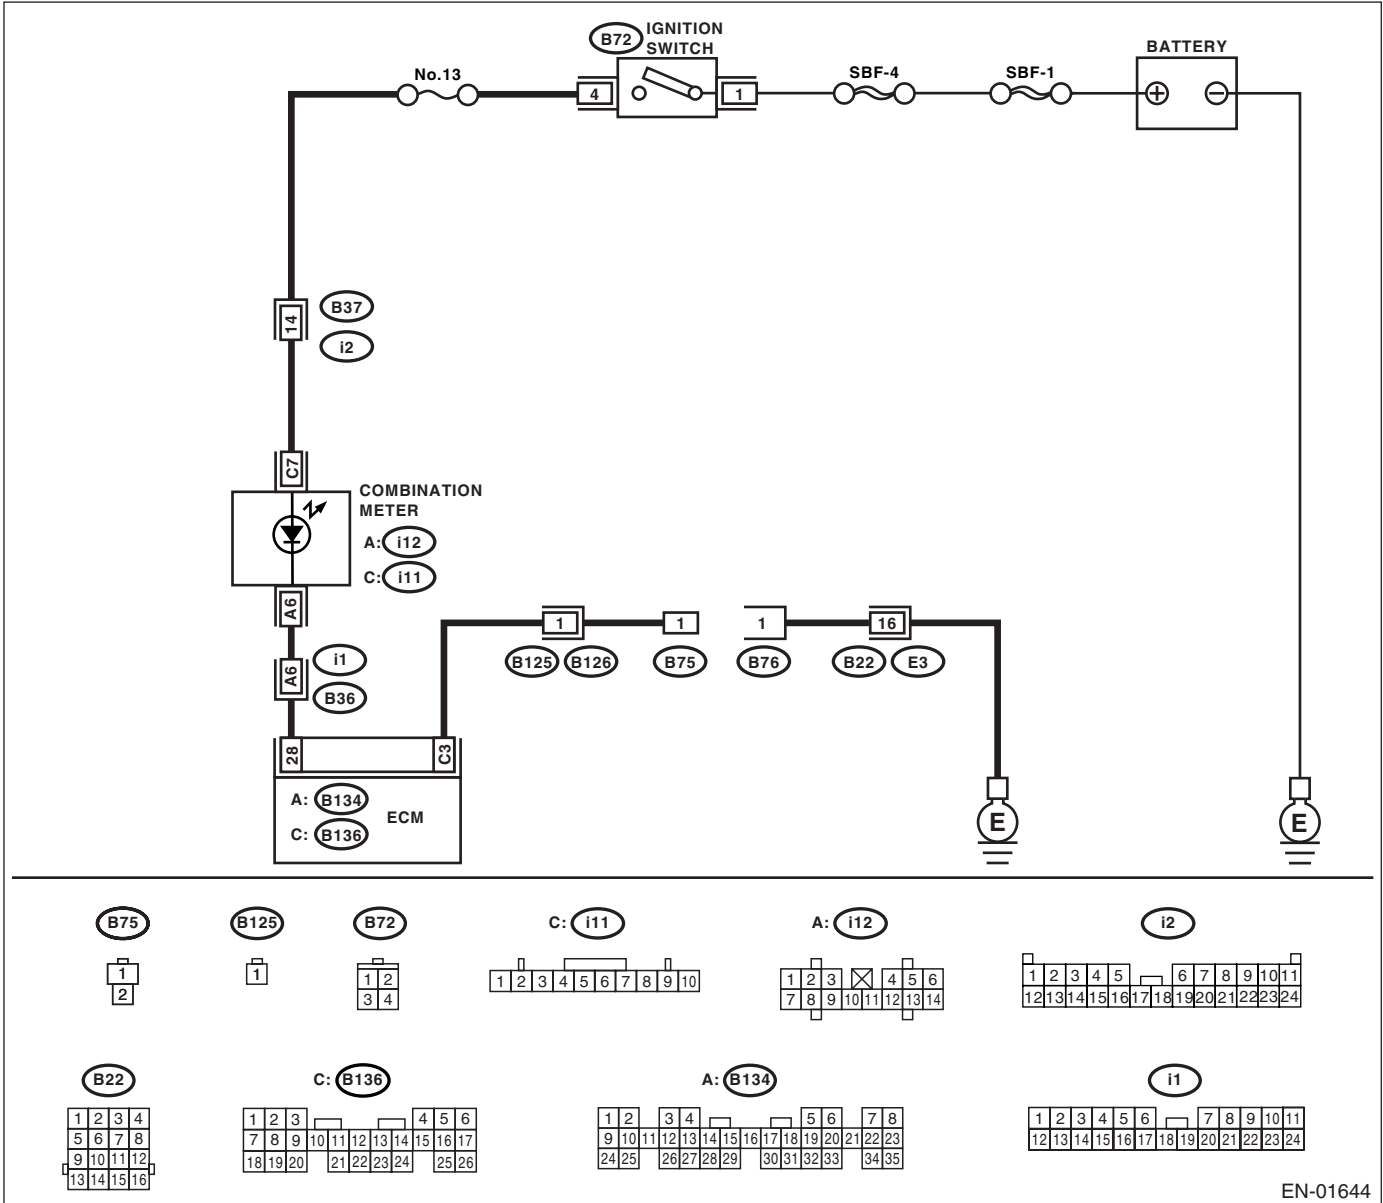 B72 IGNITION
SWITCH
BATTERY
No.13
SBF-4
SBF-1
4
1
+
−
14
B37
i2
C7
COMBINATION
METER
A: i12
C: i11
A6
A6
i1
B36
1
1
1
16
B125 B126 B75 B76 B22 E3
28
C3
A: B134
ECM
C: B136
E
E
B75
B125
B72
C: i11
A: i12
i2
1
2
1
1 2
3 4
1 2 3 4 5 6 7 8 9 10
1 2 3 4 5 6
7 8 9 10 11 12 13 14
1 2 3 4 5 6 7 8 9 10 11
12 13 14 15 16 17 18 19 20 21 22 23 24
B22
C: B136
A: B134
i1
1 2 3 4
5 6 7 8
9 10 11 12
13 14 15 16
1 2 3 4 5 6
7 8 9 10 11 12 13 14 15 16 17
18 19 20 21 22 23 24 25 26
1 2 3 4 5 6 7 8
9 10 11 12 13 14 15 16 17 18 19 20 21 22 23
24 25 26 27 28 29 30 31 32 33 34 35
1 2 3 4 5 6 7 8 9 10 11
12 13 14 15 16 17 18 19 20 21 22 23 24
EN-01644